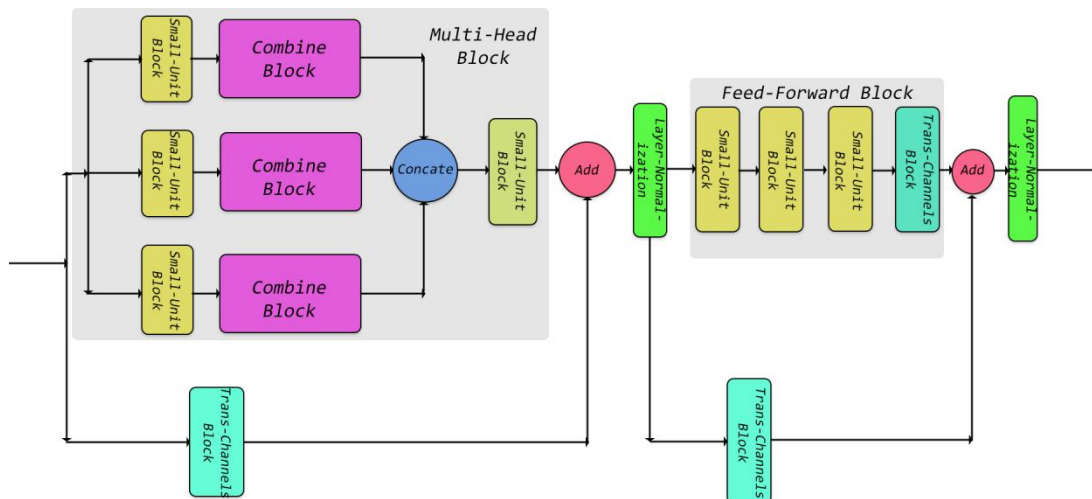 Multi-Head
Block
Small-Unit
Block
Combine
Block
Small-Unit
Block
Combine
Block
Small-Unit
Block
Combine
Block
Concate
Small-Unit
Block
Add
Trans-Channels
Block
Layer-Normal-
ization
Feed-Forward Block
Small-Unit
Block
Small-Unit
Block
Small-Unit
Block
Trans-Channels
Block
Add
Layer-Normal-
ization
Trans-Channels
Block